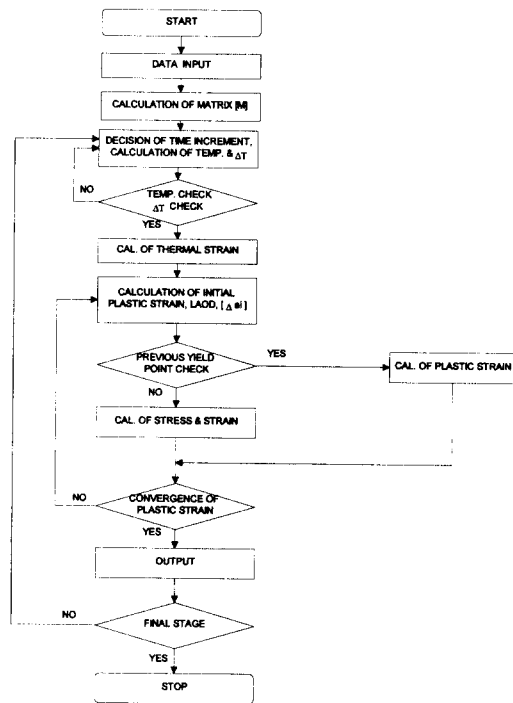 START
DATA INPUT
CALCULATION OF MATRIX [M]
DECISION OF TIME INCREMENT,
CALCULATION OF TEMP. & ΔT
NO
TEMP. CHECK
ΔT CHECK
YES
CAL. OF THERMAL STRAIN
CALCULATION OF INITIAL
PLASTIC STRAIN, LAOD, [ Δ εi ]
PREVIOUS YIELD
POINT CHECK
YES
CAL. OF PLASTIC STRAIN
NO
CAL. OF STRESS & STRAIN
NO
CONVERGENCE OF
PLASTIC STRAIN
YES
OUTPUT
NO
FINAL STAGE
YES
STOP